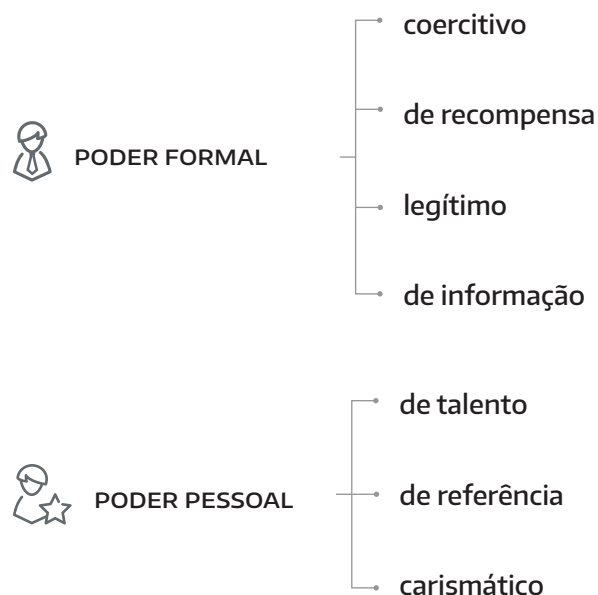 PODER FORMAL
coercitivo
de recompensa
legítimo
de informação
PODER PESSOAL
de talento
de referência
carismático